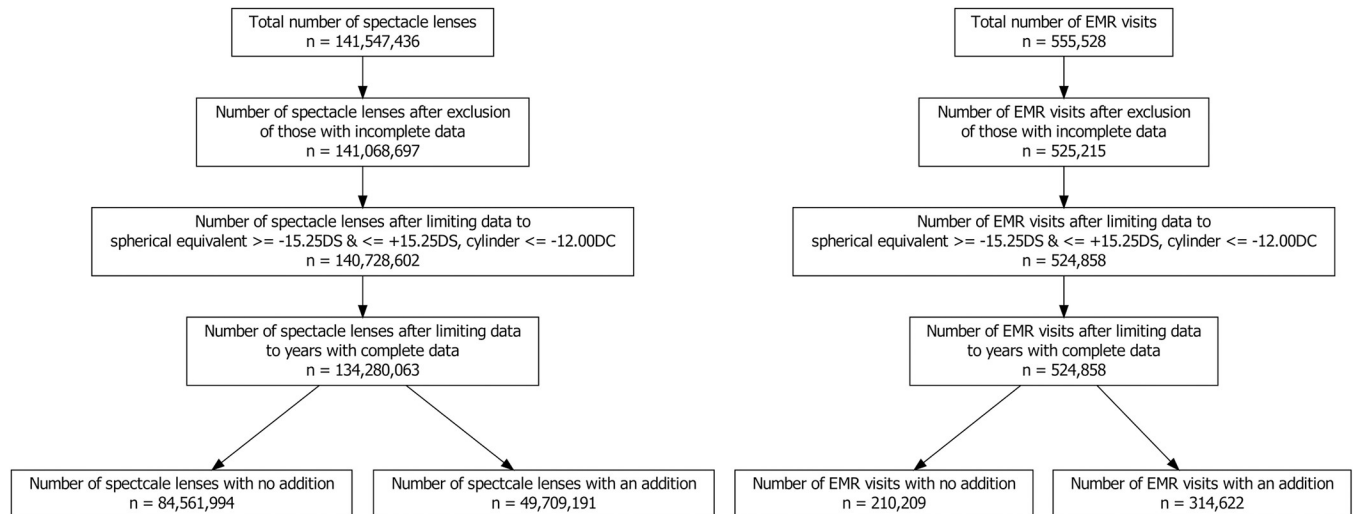 Total number of spectacle lenses
n = 141,547,436
Number of spectacle lenses after exclusion
of those with incomplete data
n = 141,068,697
Number of spectacle lenses after limiting data to
spherical equivalent >= -15.25DS & <= +15.25DS, cylinder <= -12.00DC
n = 140,728,602
Number of spectacle lenses after limiting data
to years with complete data
n = 134,280,063
Number of spectcale lenses with no addition
n = 84,561,994
Number of spectcale lenses with an addition
n = 49,709,191
Total number of EMR visits
n = 555,528
Number of EMR visits after exclusion
of those with incomplete data
n = 525,215
Number of EMR visits after limiting data to
spherical equivalent >= -15.25DS & <= +15.25DS, cylinder <= -12.00DC
n = 524,858
Number of EMR visits after limiting data
to years with complete data
n = 524,858
Number of EMR visits with no addition
n = 210,209
Number of EMR visits with an addition
n = 314,622